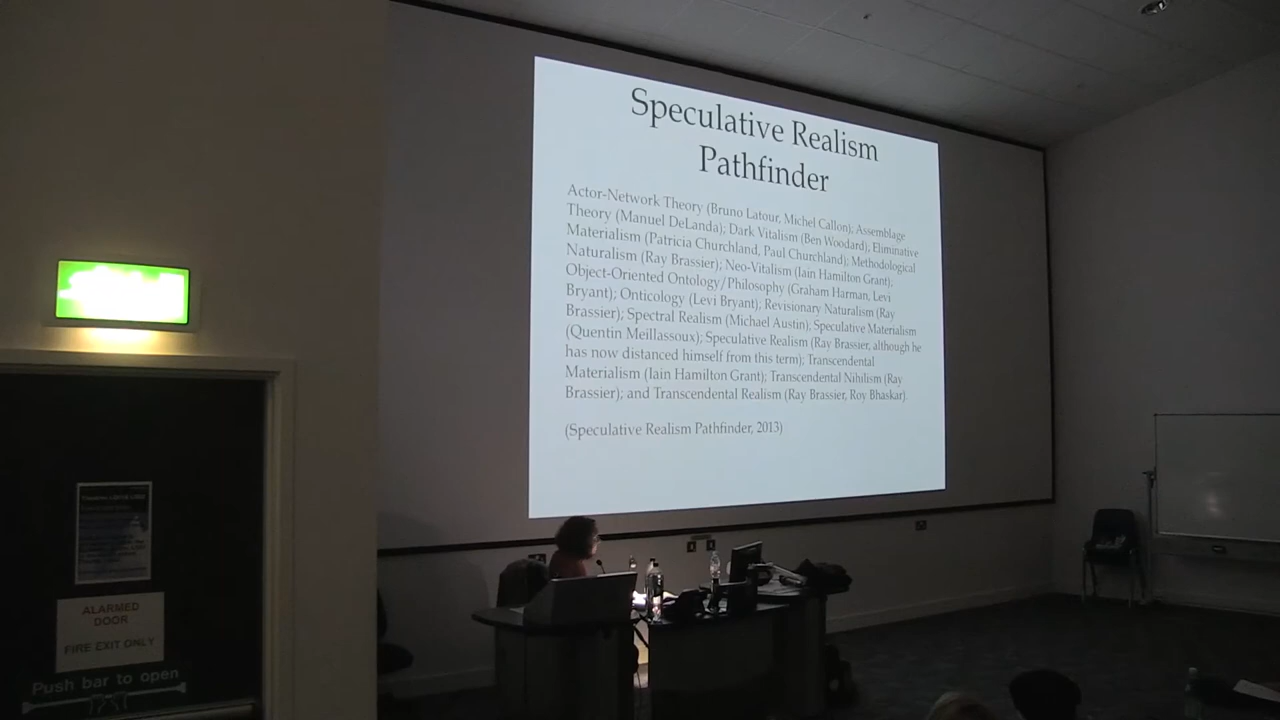 Speculative Realism
Pathfinder
Actor-Network Theory (Bruno Latour, Michel Callon); Assemblage
Theory (Manuel DeLanda); Dark Vitalism (Ben Woodard), Eliminative
Materialism (Patricia Churchland, Paul Churchland); Methodological
Naturalism (Ray Brassier); Neo-Vitalism (Iain Hamilton Grant);
Object-Oriented Ontology/Philosophy (Graham Harman, Levi
Bryant); Onticology (Levi Bryant); Revisionary Naturalism (Ray
Brassier); Spectral Realism (Michael Austin); Speculative Materialism
(Quentin Meillassoux); Speculative Realism (Ray Brassier, although he
has now distanced himself from this term); Transcendental
Materialism (Iain Hamilton Grant); Transcendental Nihilism (Ray
Brassier); and Transcendental Realism (Ray Brassier, Roy Bhaskar).
(Speculative Realism Pathfinder, 2013)
ALARMED
DOOR
FIRE EXIT ONLY
Push bar to open